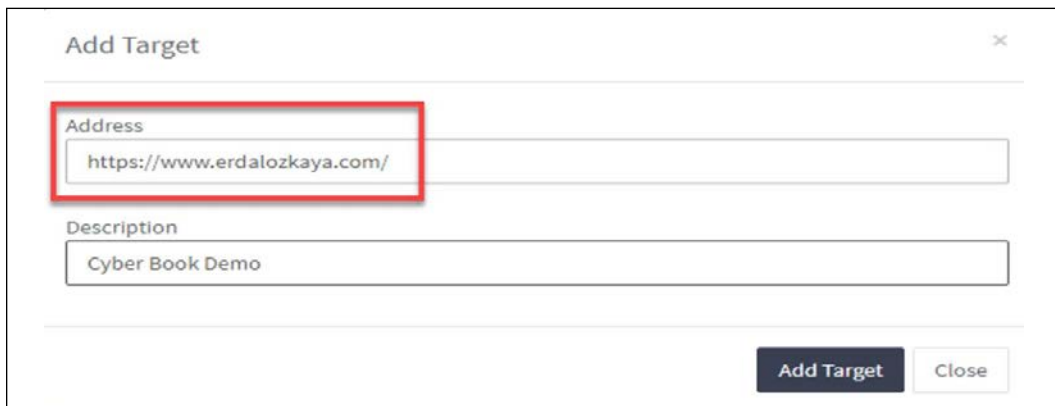 Add Target
Address
https://www.erdalozkaya.com/
Description
Cyber Book Demo
Add Target Close